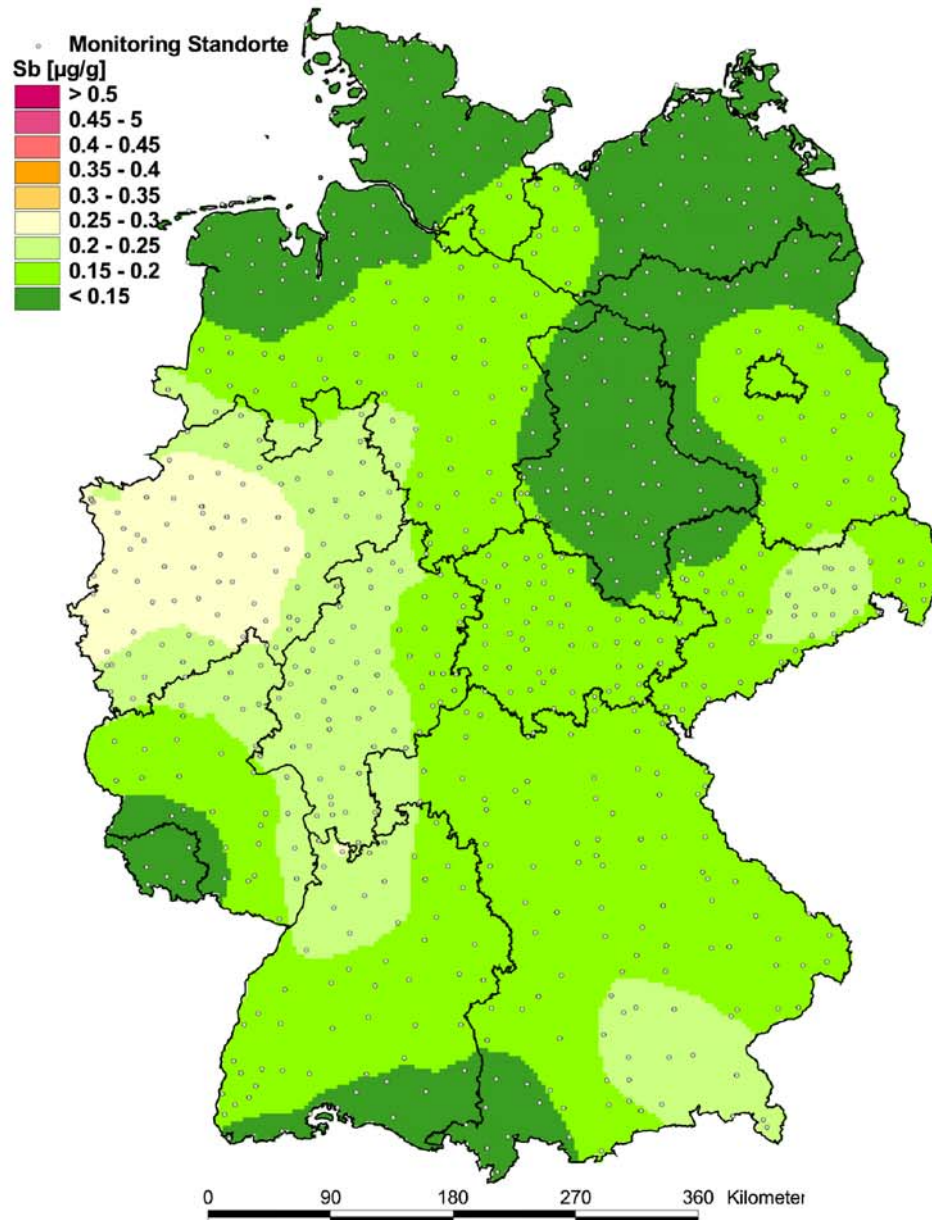 Monitoring Standorte
Sb [µg/g]
> 0.5
0.45 - 5
0.4 - 0.45
0.35 - 0.4
0.3 - 0.35
0.25 - 0.3
0.2 - 0.25
0.15 - 0.2
< 0.15
0 90 180 270 360 Kilometer